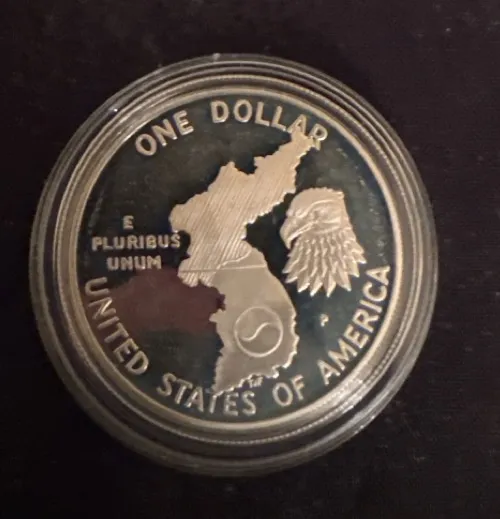 ONE DOLLAR
E
PLURIBUS
UNUM
P
UNITED STATES OF AMERICA